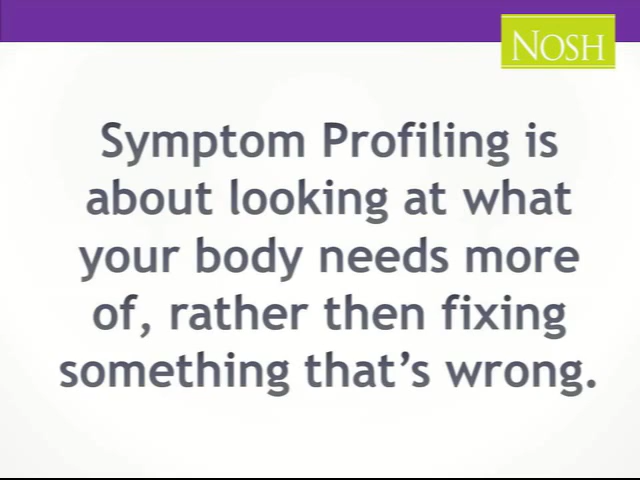 NOSH
Symptom Profiling is
about looking at what
your body needs more
of, rather then fixing
something that’s wrong.